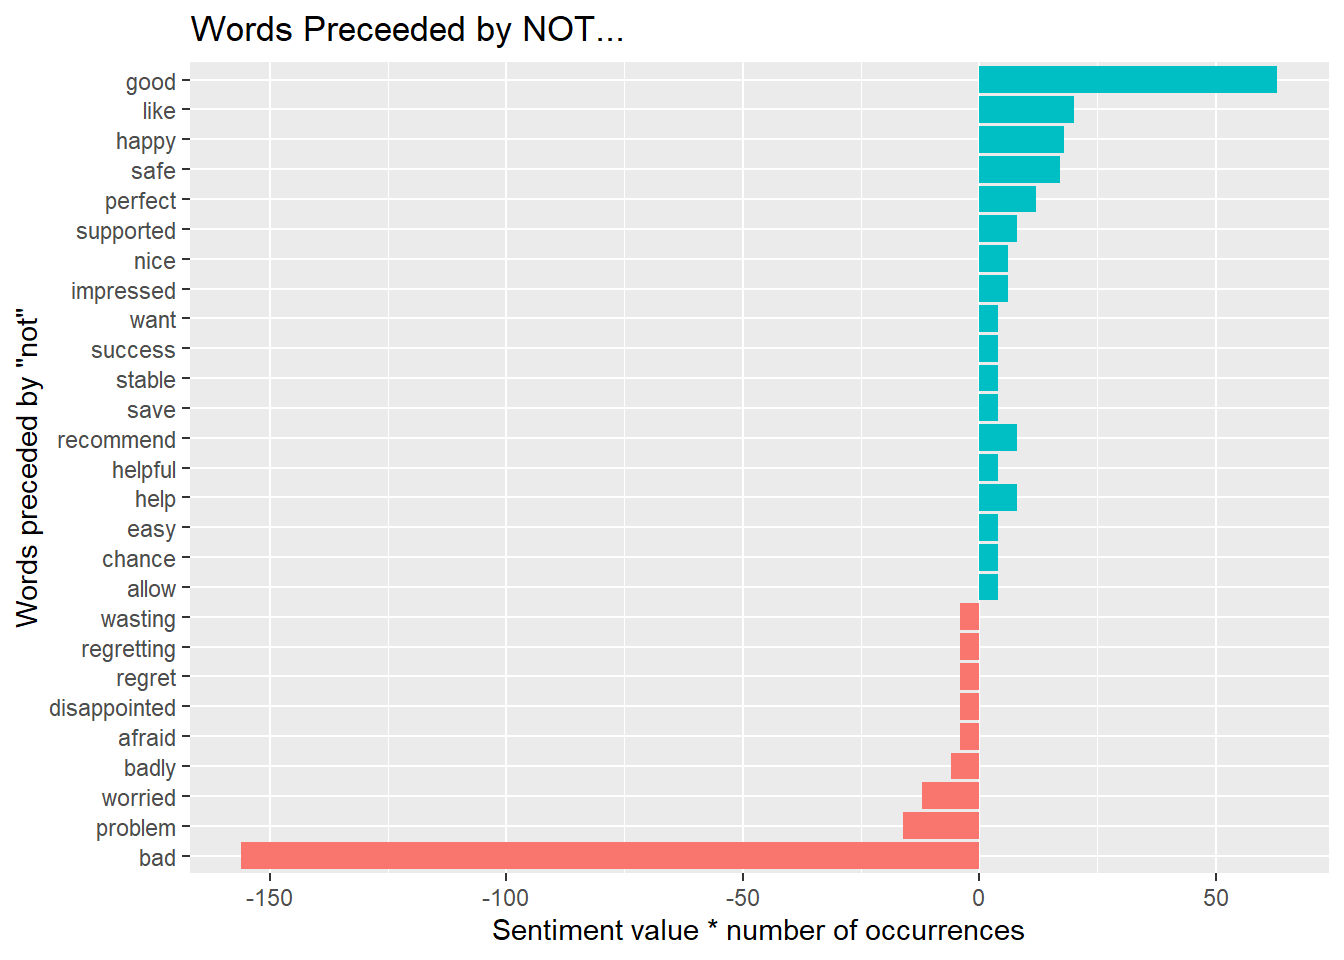 Words Preceeded by NOT...
good
like
happy
safe
perfect
supported
nice
impressed
want
success
stable
save
recommend
helpful
help
easy
chance
allow
wasting
regretting
regret
disappointed
afraid
badly
worried
problem
bad
Words preceded by "not"
-150 -100 -50 0 50
Sentiment value * number of occurrences